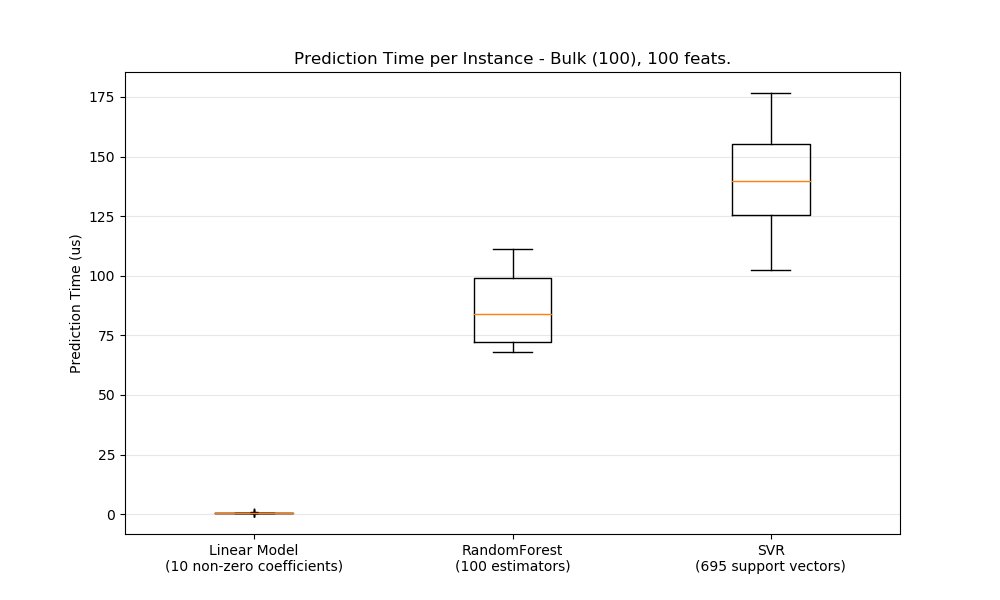 Prediction Time per Instance - Bulk (100), 100 feats.
Prediction Time (us)
175
150
125
100
75
50
25
0
Linear Model
(10 non-zero coefficients)
RandomForest
(100 estimators)
SVR
(695 support vectors)